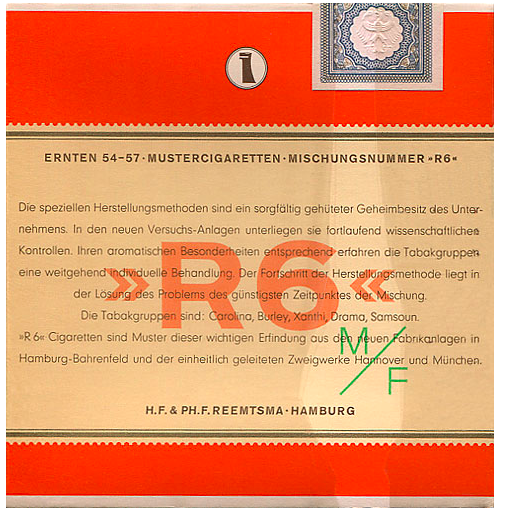 ERNTEN 54–57 · MUSTERCIGARETTEN · MISCHUNGSNUMMER »R6«
Die speziellen Herstellungsmethoden sind ein sorgfältig gehüteter Geheimbesitz des Unter-
nehmens. In den neuen Versuchs-Anlagen unterliegen sie fortlaufend wissenschaftlichen
Kontrollen. Ihren aromatischen Besonderheiten entsprechend erfahren die Tabakgruppen
eine weitgehend individuelle Behandlung. Der Fortschritt der Herstellungsmethode liegt in
der Lösung des Problems des günstigsten Zeitpunktes der Mischung.
»R6«
Die Tabakgruppen sind: Carolina, Burley, Xanthi, Drama, Samsoun.
»R6« Cigaretten sind Muster dieser wichtigen Erfindung aus den neuen Fabrikanlagen in
Hamburg-Bahrenfeld und der einheitlich geleiteten Zweigwerke Hannover und München.
M/F
H.F. & PH.F. REEMTSMA · HAMBURG